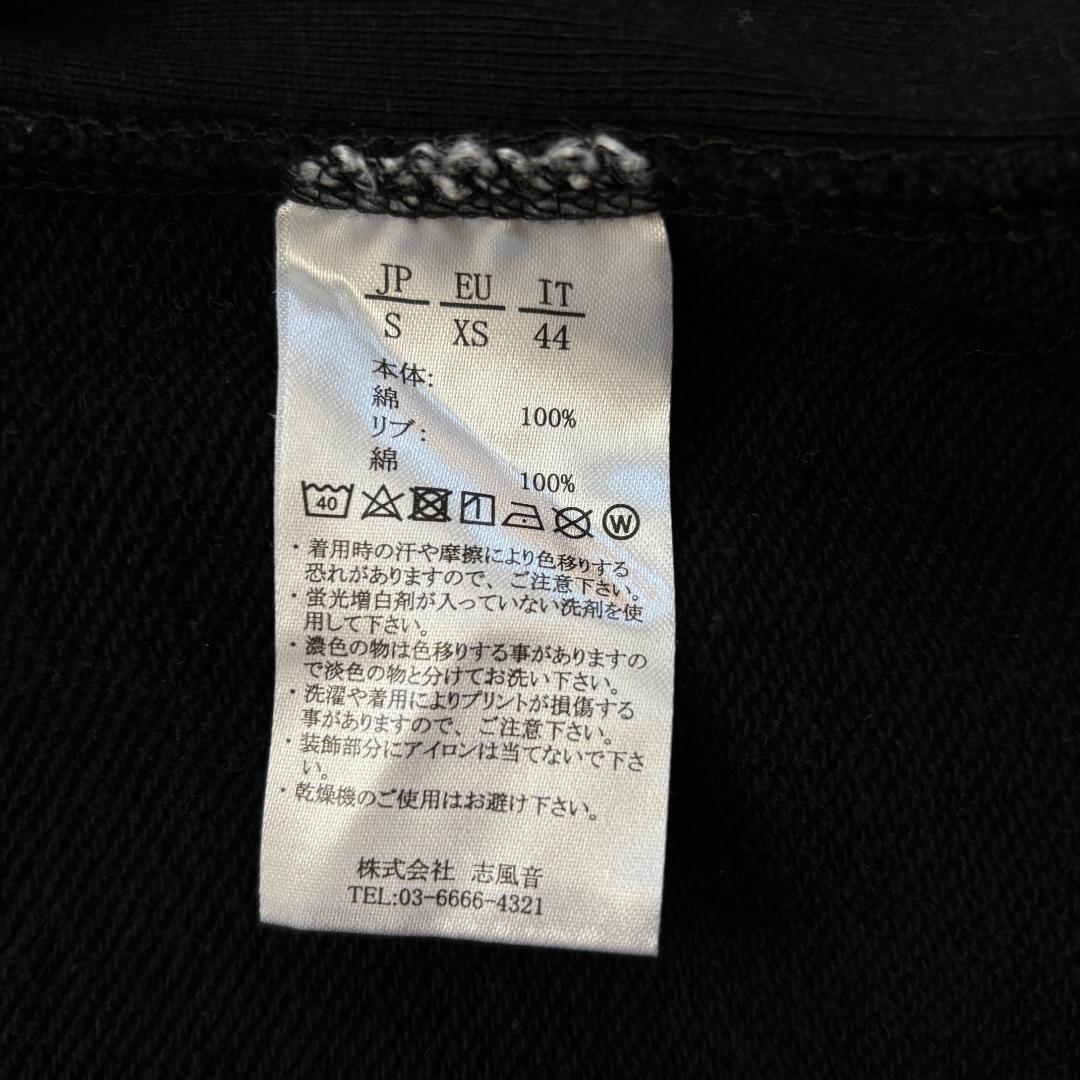 JP EU IT
S XS 44
本体:
綿 100%
リブ:
綿 100%
40 W
・着用時の汗や摩擦により色移りする
恐れがありますので、ご注意下さい。
・蛍光増白剤が入っていない洗剤を使
用して下さい。
・濃色の物は色移りする事がありますの
で淡色の物と分けてお洗い下さい。
・洗濯や着用によりプリントが損傷する
事がありますので、ご注意下さい。
・装飾部分にアイロンは当てないで下さ
い。
・乾燥機のご使用はお避け下さい。
株式会社 志風音
TEL:03-6666-4321